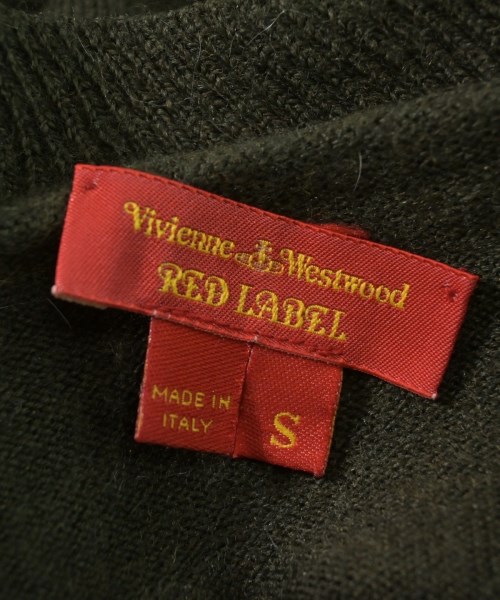 Vivienne Westwood
RED LABEL
MADE IN
ITALY
S